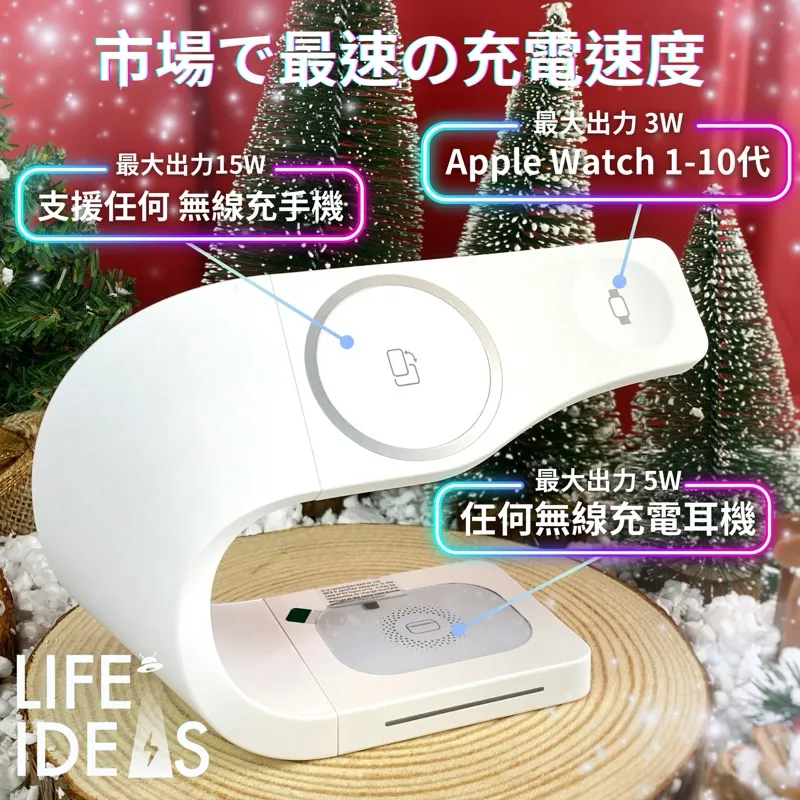 市場で最速の充電速度
最大出力 3W
Apple Watch 1-10代
最大出力15W
支援任何 無線充手機
最大出力 5W
任何無線充電耳機
LIFE
IDEAS